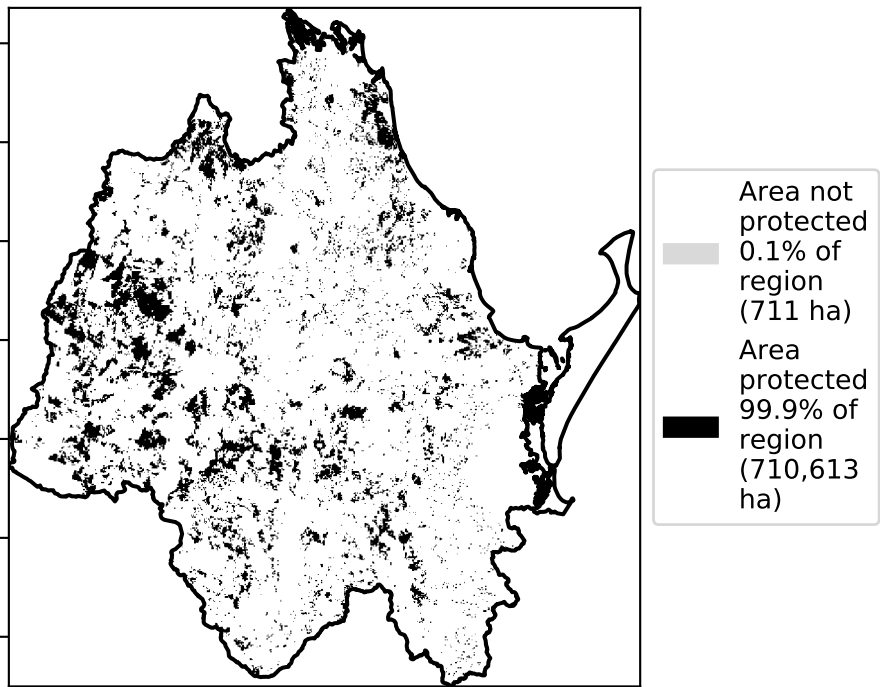 Area not
protected
0.1% of
region
(711 ha)
Area
protected
99.9% of
region
(710,613
ha)